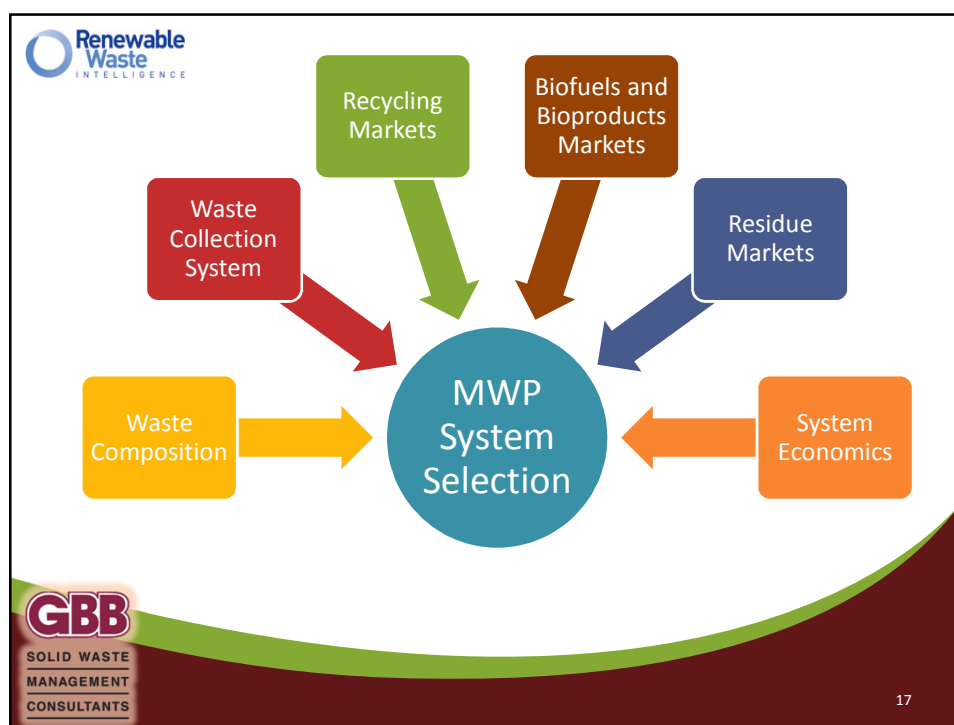 Renewable
Waste
INTELLIGENCE
Recycling
Markets
Biofuels and
Bioproducts
Markets
Waste
Collection
System
Residue
Markets
Waste
Composition
MWP
System
Selection
System
Economics
GBB
SOLID WASTE
MANAGEMENT
CONSULTANTS
17